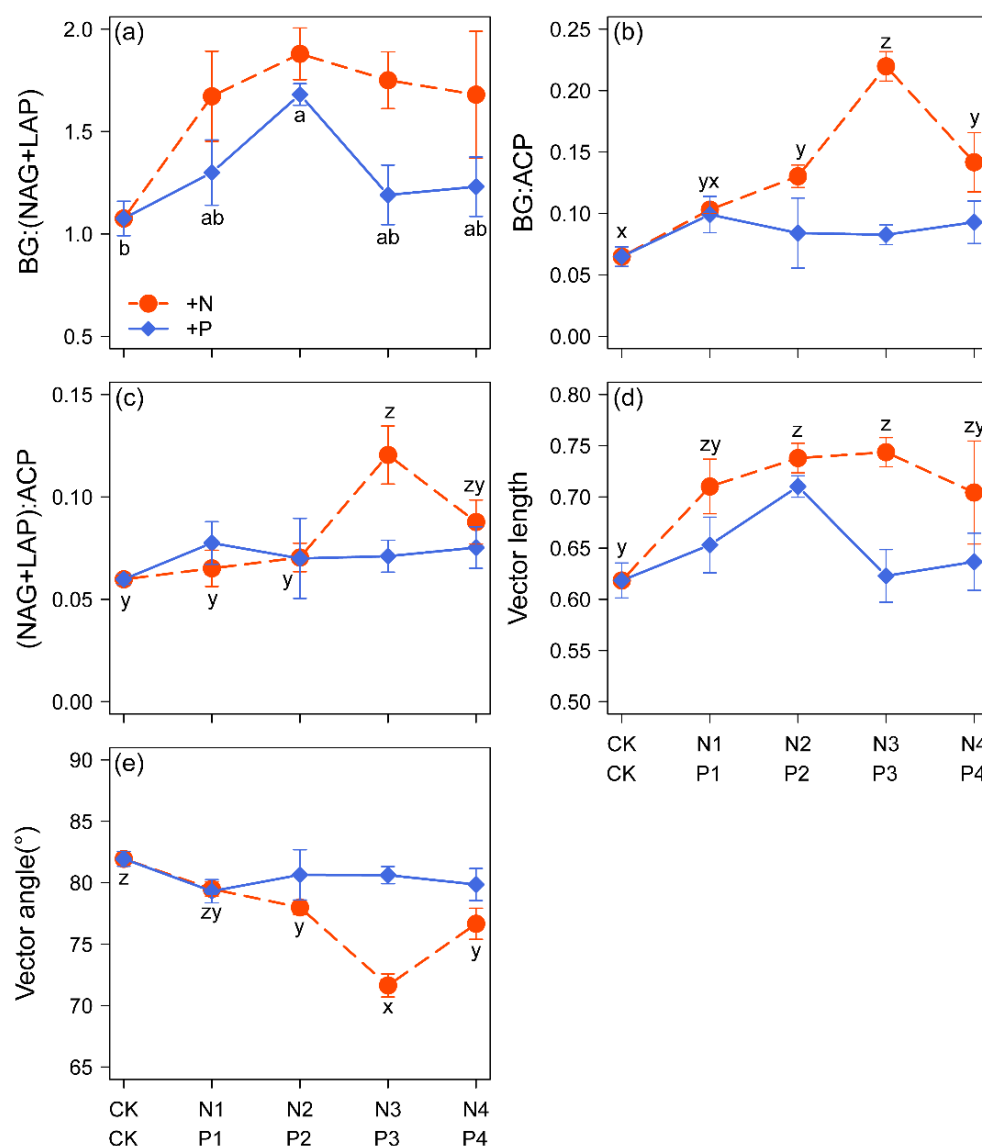 (a)
BG:(NAG+LAP)
2.0
1.5
1.0
0.5
b
ab
a
ab
ab
+N
+P
(b)
BG:ACP
0.25
0.20
0.15
0.10
0.05
0.00
x
yx
y
z
y
(c)
(NAG+LAP):ACP
0.15
0.10
0.05
0.00
y
y
y
z
zy
(d)
Vector length
0.80
0.75
0.70
0.65
0.60
0.55
0.50
y
zy
z
z
zy
CK N1 N2 N3 N4
CK P1 P2 P3 P4
(e)
Vector angle(°)
90
85
80
75
70
65
z
zy
y
x
y
CK N1 N2 N3 N4
CK P1 P2 P3 P4